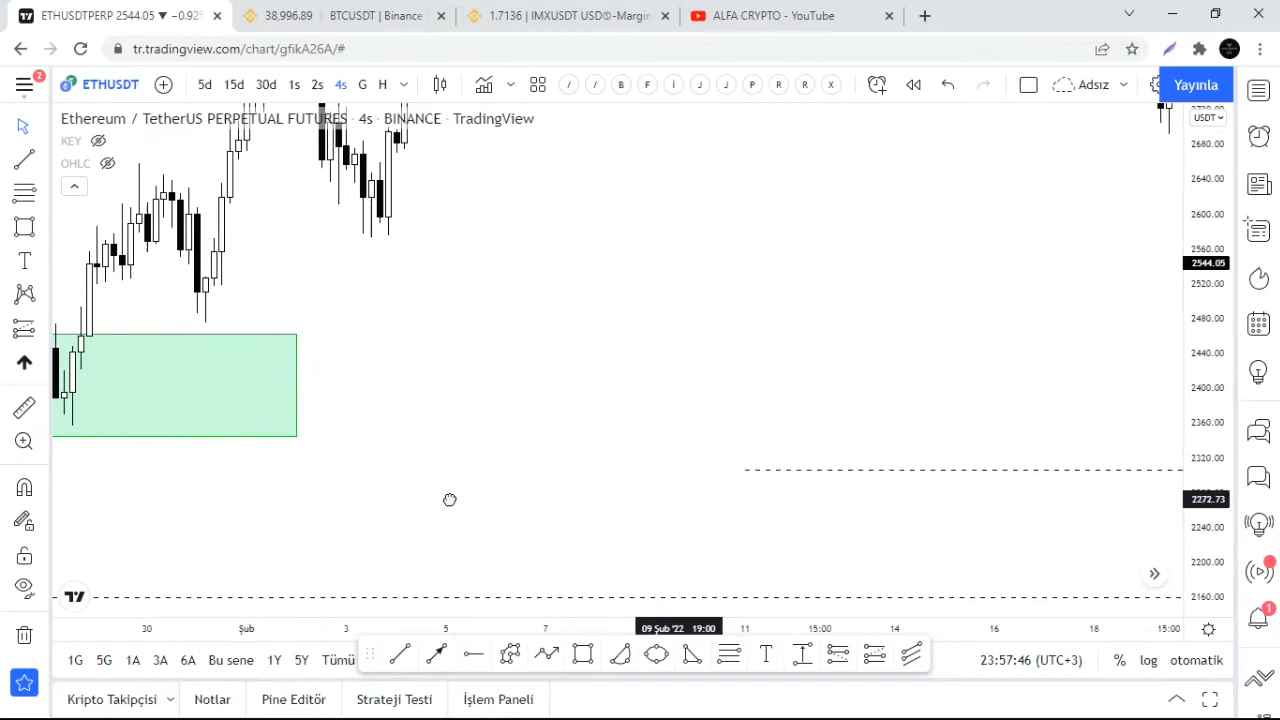 ETHUSDTPERP 2544.05 ▼ −0.92%
38,996.89 BTCUSDT | Binance
1.7136 | IMXUSDT USDⓈ-Margin
ALFA CRYPTO - YouTube
tr.tradingview.com/chart/gfikA26A/#
2
ETHUSDT
5d 15d 30d 1s 2s 4s G H
/ / B F İ J J P R R X
Adsız
Yayınla
Ethereum / TetherUS PERPETUAL FUTURES · 4s · BINANCE · TradingView
USDT
KEY
OHLC
2680.00
2640.00
2600.00
2560.00
2544.05
2520.00
2480.00
2440.00
2400.00
2360.00
2320.00
2272.73
2240.00
2200.00
2160.00
30 Şub 3 5 7 09 Şub '22 19:00 11 15:00 14 16 18 15:00
1G 5G 1A 3A 6A Bu sene 1Y 5Y Tümü
T
23:57:46 (UTC+3) % log otomatik
1
Kripto Takipçisi Notlar Pine Editör Strateji Testi İşlem Paneli